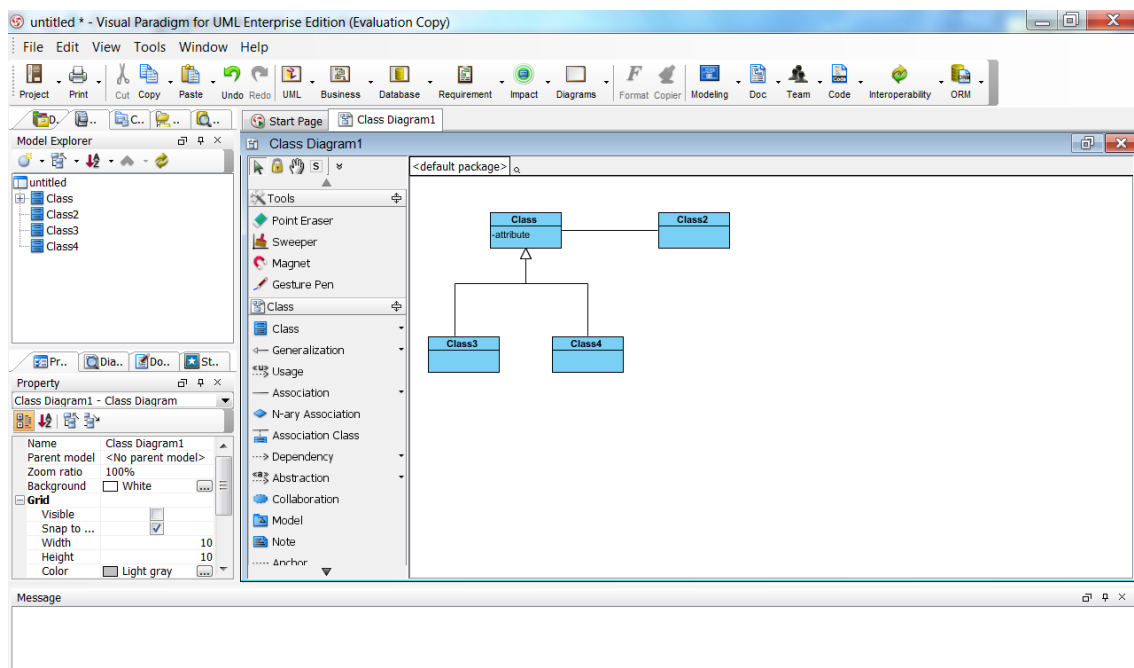 untitled * - Visual Paradigm for UML Enterprise Edition (Evaluation Copy)
File Edit View Tools Window Help
Project Print Cut Copy Paste Undo Redo UML Business Database Requirement Impact Diagrams Format Copier Modeling Doc Team Code Interoperability ORM
D. .. C.. .. ..
Start Page Class Diagram1
Model Explorer
Class Diagram1
S
<default package>
untitled
Class
Class2
Class3
Class4
Tools
Point Eraser
Sweeper
Magnet
Gesture Pen
Class
Class
Generalization
Usage
Association
N-ary Association
Association Class
Dependency
Abstraction
Collaboration
Model
Note
Anchor
Class
-attribute
Class2
Class3
Class4
Pr.. Dia.. Do.. St..
Property
Class Diagram1 - Class Diagram
Name Class Diagram1
Parent model <No parent model>
Zoom ratio 100%
Background White ...
Grid
Visible
Snap to ...
Width 10
Height 10
Color Light gray ...
Message